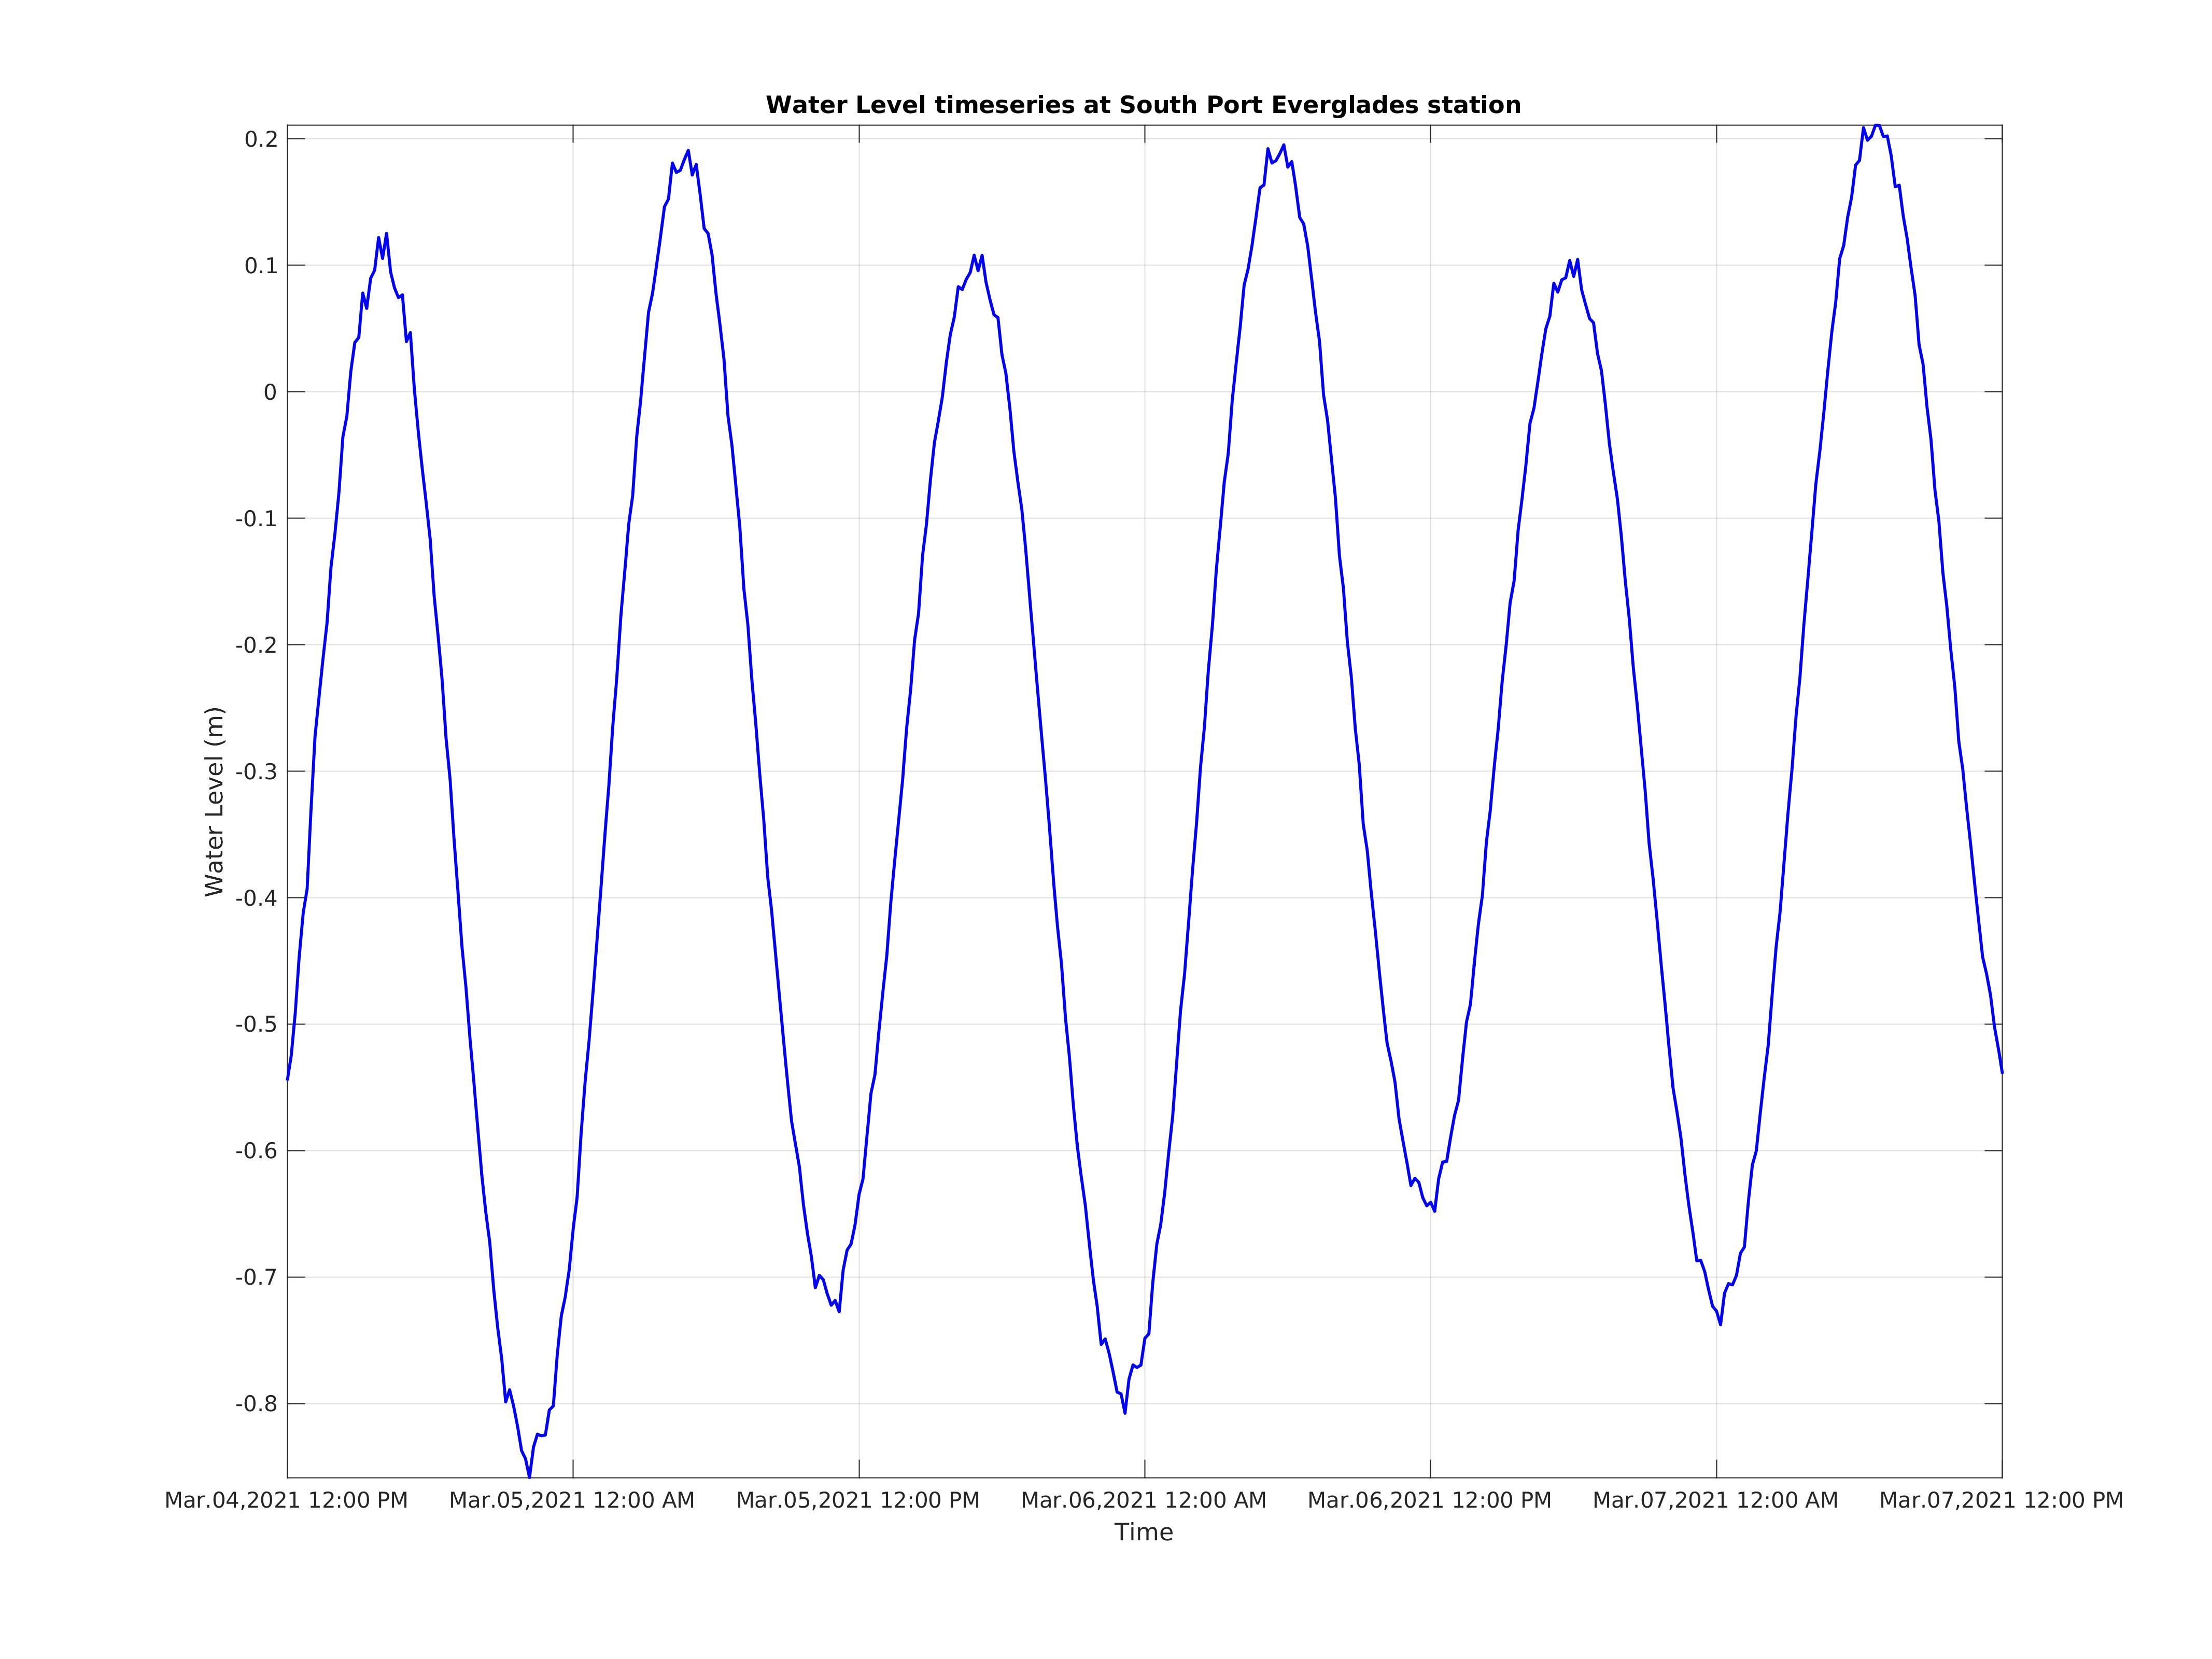 Water Level timeseries at South Port Everglades station
0.2
0.1
0
-0.1
-0.2
-0.3
-0.4
-0.5
-0.6
-0.7
-0.8
Water Level (m)
Mar.04,2021 12:00 PM Mar.05,2021 12:00 AM Mar.05,2021 12:00 PM Mar.06,2021 12:00 AM Mar.06,2021 12:00 PM Mar.07,2021 12:00 AM Mar.07,2021 12:00 PM
Time